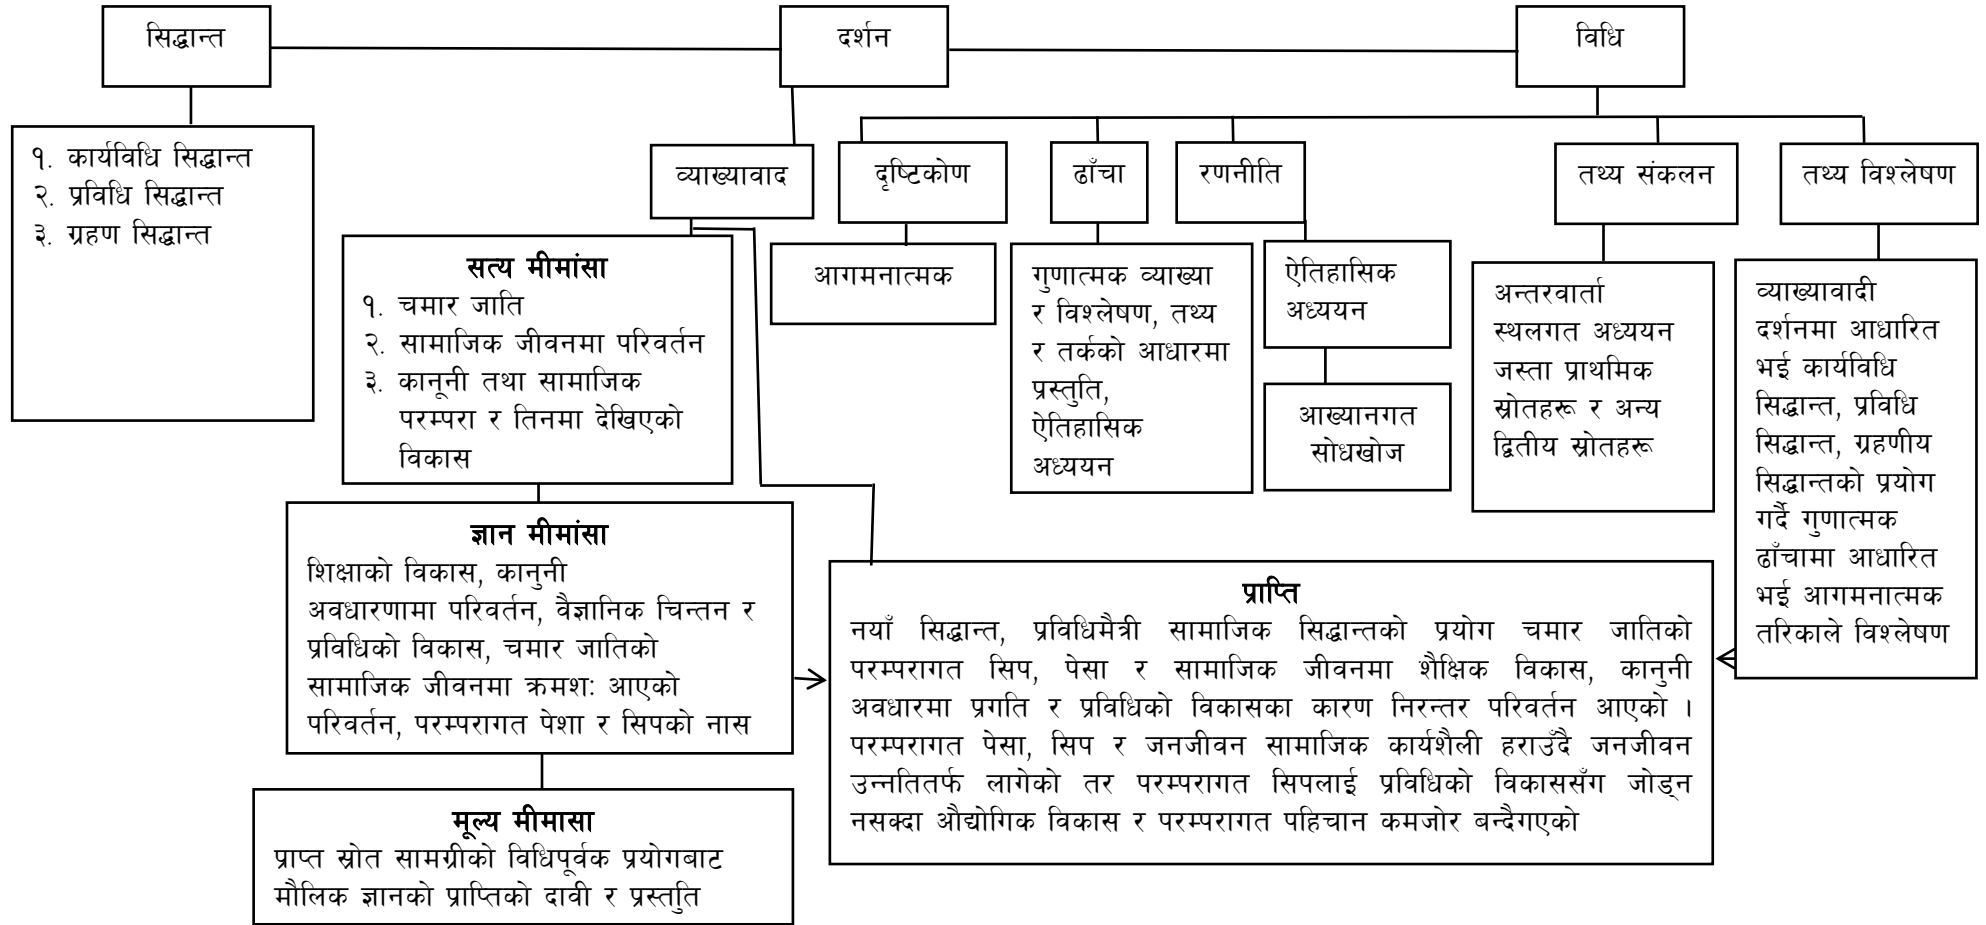 सिद्धान्त
दर्शन
विधि
१. कार्यविधि सिद्धान्त
२. प्रविधि सिद्धान्त
३. ग्रहण सिद्धान्त
व्याख्यावाद
दृष्टिकोण
ढाँचा
रणनीति
तथ्य संकलन
तथ्य विश्लेषण
सत्य मीमांसा
१. चमार जाति
२. सामाजिक जीवनमा परिवर्तन
३. कानूनी तथा सामाजिक
परम्परा र तिनमा देखिएको
विकास
आगमनात्मक
गुणात्मक व्याख्या
र विश्लेषण, तथ्य
र तर्कको आधारमा
प्रस्तुति,
ऐतिहासिक
अध्ययन
ऐतिहासिक
अध्ययन
आख्यानगत
सोधखोज
अन्तरवार्ता
स्थलगत अध्ययन
जस्ता प्राथमिक
स्रोतहरू र अन्य
द्वितीय स्रोतहरू
व्याख्यावादी
दर्शनमा आधारित
भई कार्यविधि
सिद्धान्त, प्रविधि
सिद्धान्त, ग्रहणीय
सिद्धान्तको प्रयोग
गर्दै गुणात्मक
ढाँचामा आधारित
भई आगमनात्मक
तरिकाले विश्लेषण
ज्ञान मीमांसा
शिक्षाको विकास, कानुनी
अवधारणामा परिवर्तन, वैज्ञानिक चिन्तन र
प्रविधिको विकास, चमार जातिको
सामाजिक जीवनमा क्रमशः आएको
परिवर्तन, परम्परागत पेशा र सिपको नास
मूल्य मीमासा
प्राप्त स्रोत सामग्रीको विधिपूर्वक प्रयोगबाट
मौलिक ज्ञानको प्राप्तिको दावी र प्रस्तुति
प्राप्ति
नयाँ सिद्धान्त, प्रविधिमैत्री सामाजिक सिद्धान्तको प्रयोग चमार जातिको
परम्परागत सिप, पेसा र सामाजिक जीवनमा शैक्षिक विकास, कानुनी
अवधारमा प्रगति र प्रविधिको विकासका कारण निरन्तर परिवर्तन आएको ।
परम्परागत पेसा, सिप र जनजीवन सामाजिक कार्यशैली हराउँदै जनजीवन
उन्नतितर्फ लागेको तर परम्परागत सिपलाई प्रविधिको विकाससँग जोड्न
नसक्दा औद्योगिक विकास र परम्परागत पहिचान कमजोर बन्दैगएको